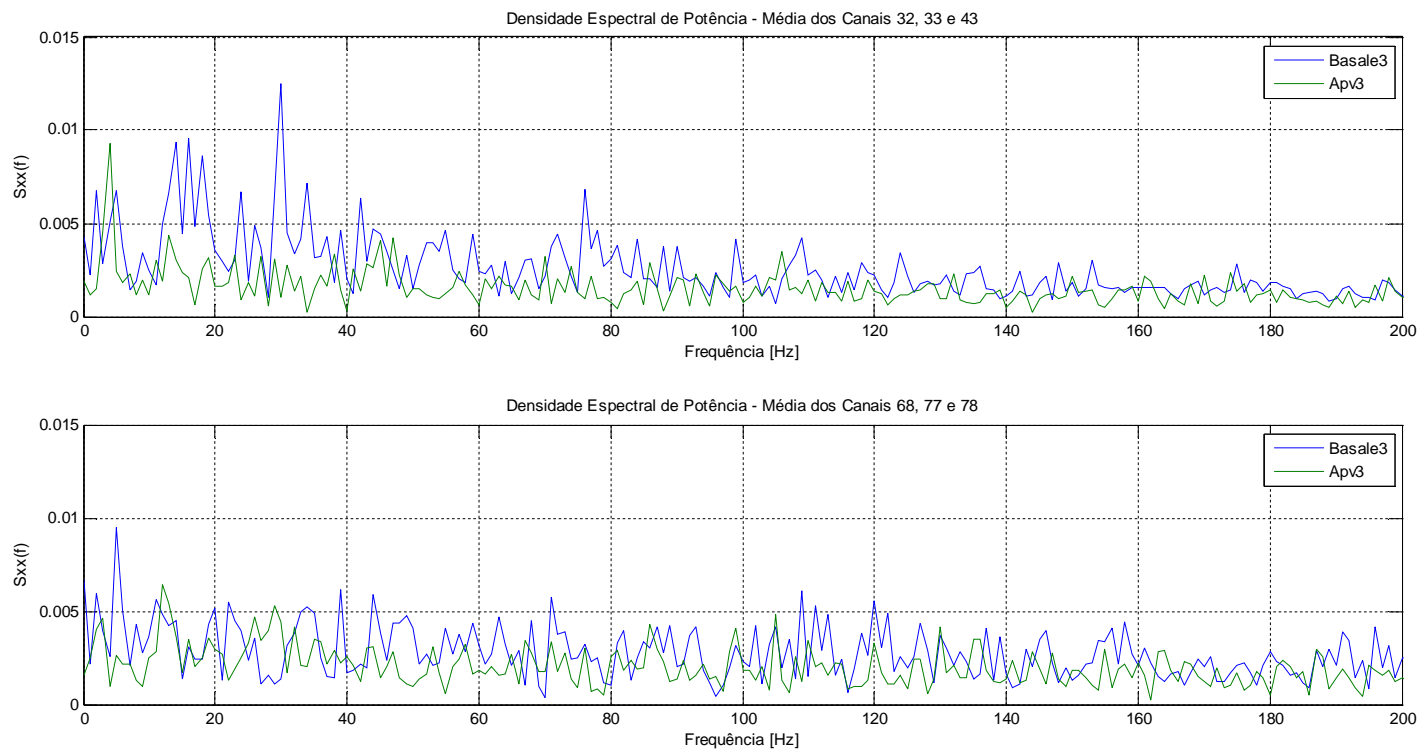 Densidade Espectral de Potência - Média dos Canais 32, 33 e 43
0.015
0.01
0.005
0
Sxx(f)
Basale3
Apv3
0 20 40 60 80 100 120 140 160 180 200
Frequência [Hz]
Densidade Espectral de Potência - Média dos Canais 68, 77 e 78
0.015
0.01
0.005
0
Sxx(f)
Basale3
Apv3
0 20 40 60 80 100 120 140 160 180 200
Frequência [Hz]